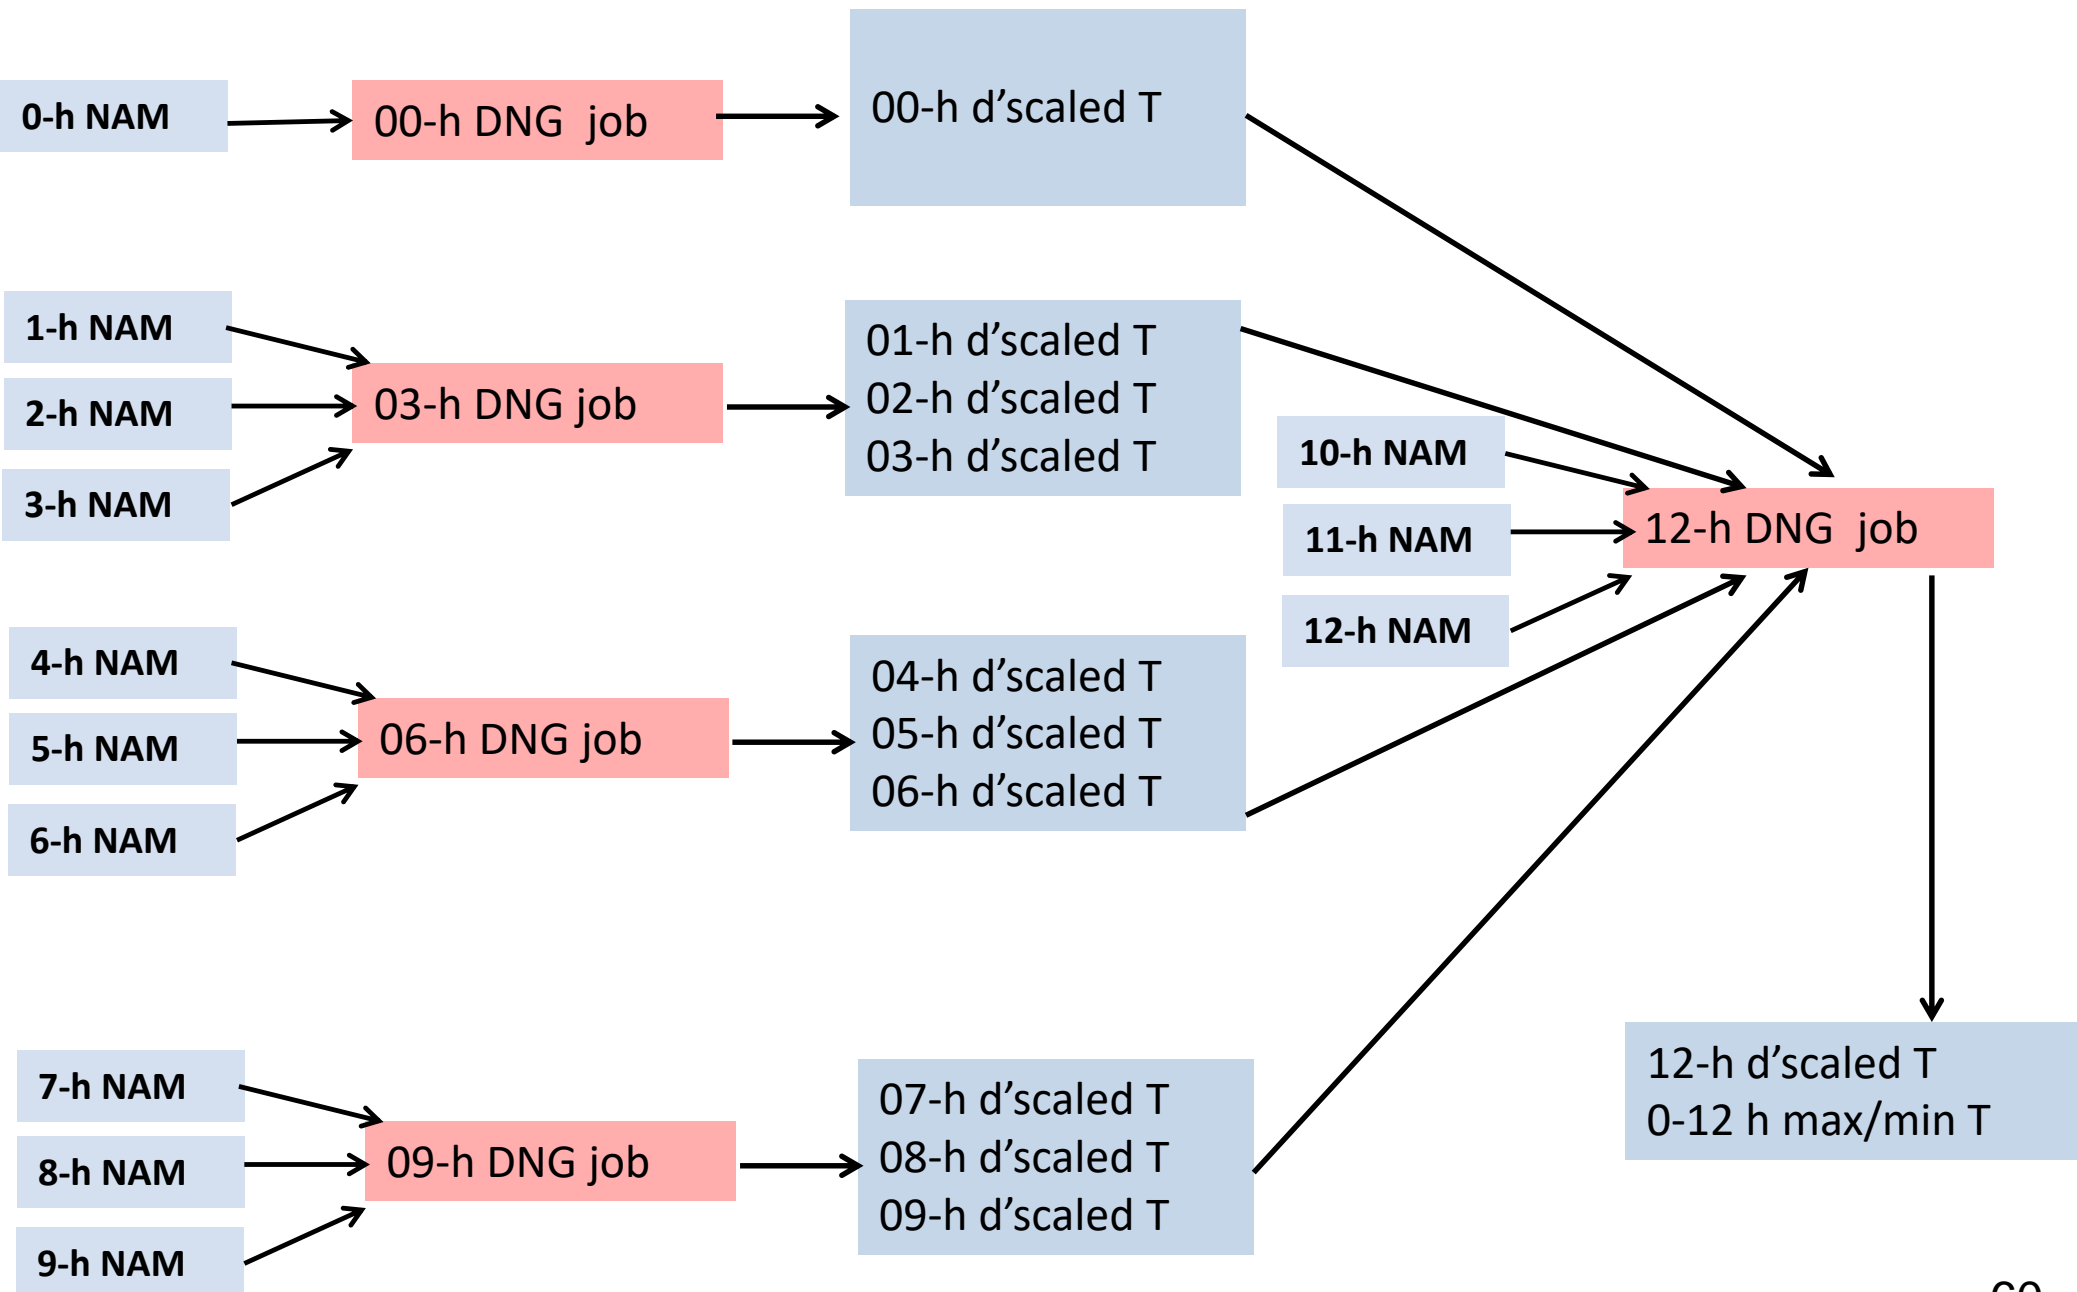 0-h NAM
00-h DNG  job
00-h d’scaled T
1-h NAM
2-h NAM
3-h NAM
03-h DNG job
01-h d’scaled T
02-h d’scaled T
03-h d’scaled T
10-h NAM
11-h NAM
12-h NAM
12-h DNG  job
4-h NAM
5-h NAM
6-h NAM
06-h DNG job
04-h d’scaled T
05-h d’scaled T
06-h d’scaled T
7-h NAM
8-h NAM
9-h NAM
09-h DNG job
07-h d’scaled T
08-h d’scaled T
09-h d’scaled T
12-h d’scaled T
0-12 h max/min T